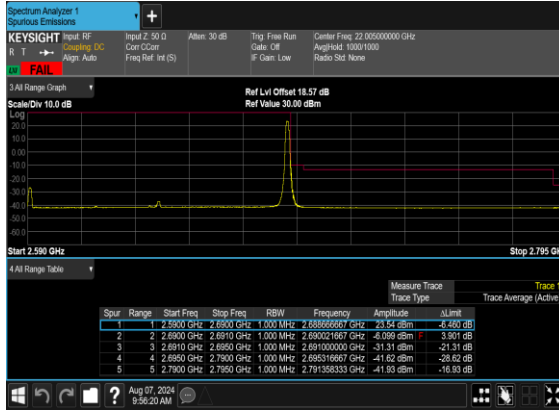 Spectrum Analyzer 1
Spurious Emissions
KEYSIGHT Input: RF Input Z: 50 Ω Atten: 30 dB Trig: Free Run Center Freq: 22.005000000 GHz
R T Coupling: DC Corr CCorr Gate: Off Avg|Hold: 1000/1000
Align: Auto Freq Ref: Int (S) IF Gain: Low Radio Std: None
FAIL
3 All Range Graph
Ref Lvl Offset 18.57 dB
Scale/Div 10.0 dB Ref Value 30.00 dBm
Log
20.0
10.0
0.00
-10.0
-20.0
-30.0
-40.0
-50.0
-60.0
Start 2.590 GHz Stop 2.795 GH
4 All Range Table
Measure Trace Trace 1
Trace Type Trace Average (Active
Spur Range Start Freq Stop Freq RBW Frequency Amplitude ΔLimit
1 1 2.5900 GHz 2.6900 GHz 1.000 MHz 2.688666667 GHz 23.54 dBm -6.460 dB
2 2 2.6900 GHz 2.6910 GHz 1.000 MHz 2.690021667 GHz -6.099 dBm F 3.901 dB
3 3 2.6910 GHz 2.6950 GHz 1.000 MHz 2.691000000 GHz -31.31 dBm -21.31 dB
4 4 2.6950 GHz 2.7900 GHz 1.000 MHz 2.695316667 GHz -41.62 dBm -28.62 dB
5 5 2.7900 GHz 2.7950 GHz 1.000 MHz 2.791358333 GHz -41.93 dBm -16.93 dB
?
Aug 07, 2024
9:56:20 AM